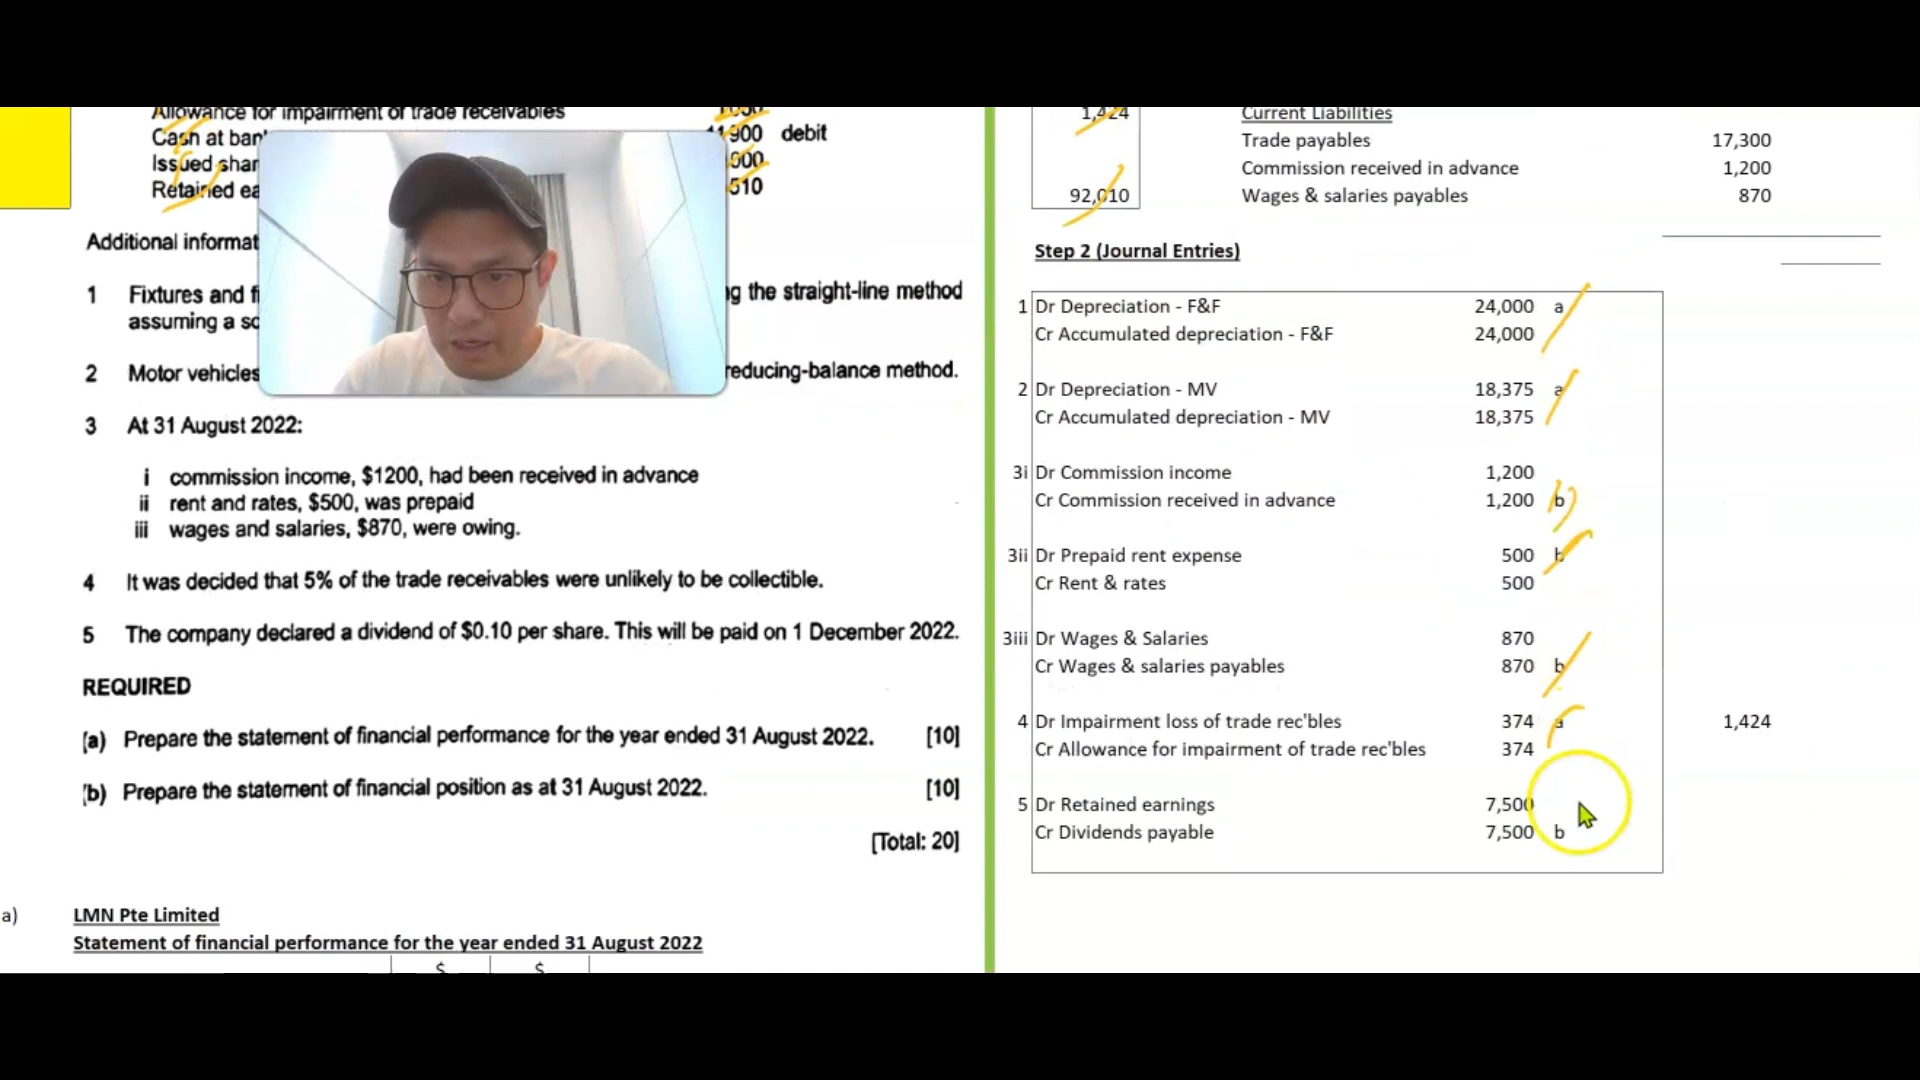 Allowance for impairment of trade receivables
Cash at ban 900 debit
Issued shar 000
Retained ea 510
Additional informat
1 Fixtures and f g the straight-line method
assuming a sc
2 Motor vehicles reducing-balance method.
3 At 31 August 2022:
i commission income, $1200, had been received in advance
ii rent and rates, $500, was prepaid
iii wages and salaries, $870, were owing.
4 It was decided that 5% of the trade receivables were unlikely to be collectible.
5 The company declared a dividend of $0.10 per share. This will be paid on 1 December 2022.
REQUIRED
(a) Prepare the statement of financial performance for the year ended 31 August 2022. [10]
(b) Prepare the statement of financial position as at 31 August 2022. [10]
[Total: 20]
a) LMN Pte Limited
Statement of financial performance for the year ended 31 August 2022
$ $
1,424 Current Liabilities
Trade payables 17,300
Commission received in advance 1,200
92,010 Wages & salaries payables 870
Step 2 (Journal Entries)
1 Dr Depreciation - F&F 24,000 a
Cr Accumulated depreciation - F&F 24,000
2 Dr Depreciation - MV 18,375 a
Cr Accumulated depreciation - MV 18,375
3i Dr Commission income 1,200
Cr Commission received in advance 1,200 b
3ii Dr Prepaid rent expense 500 b
Cr Rent & rates 500
3iii Dr Wages & Salaries 870
Cr Wages & salaries payables 870 b
4 Dr Impairment loss of trade rec'bles 374 a 1,424
Cr Allowance for impairment of trade rec'bles 374
5 Dr Retained earnings 7,500
Cr Dividends payable 7,500 b